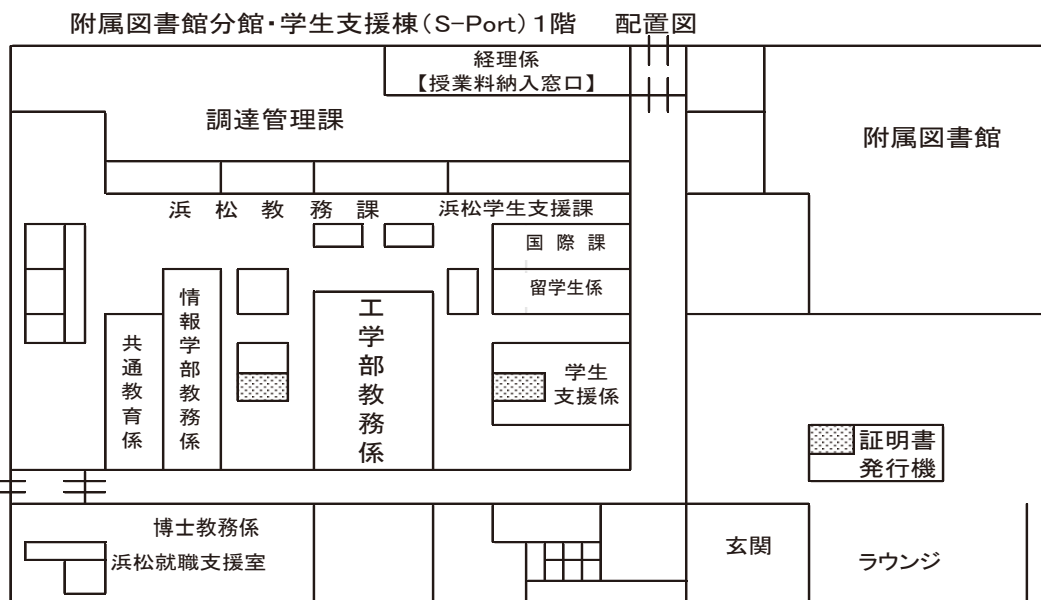 附属図書館分館・学生支援棟(S-Port)1階　配置図
経理係
【授業料納入窓口】
調達管理課
附属図書館
浜 松 教 務 課
浜松学生支援課
国 際 課
留学生係
情報学部教務係
共通教育係
工学部教務係
学生
支援係
証明書
発行機
博士教務係
浜松就職支援室
玄関
ラウンジ